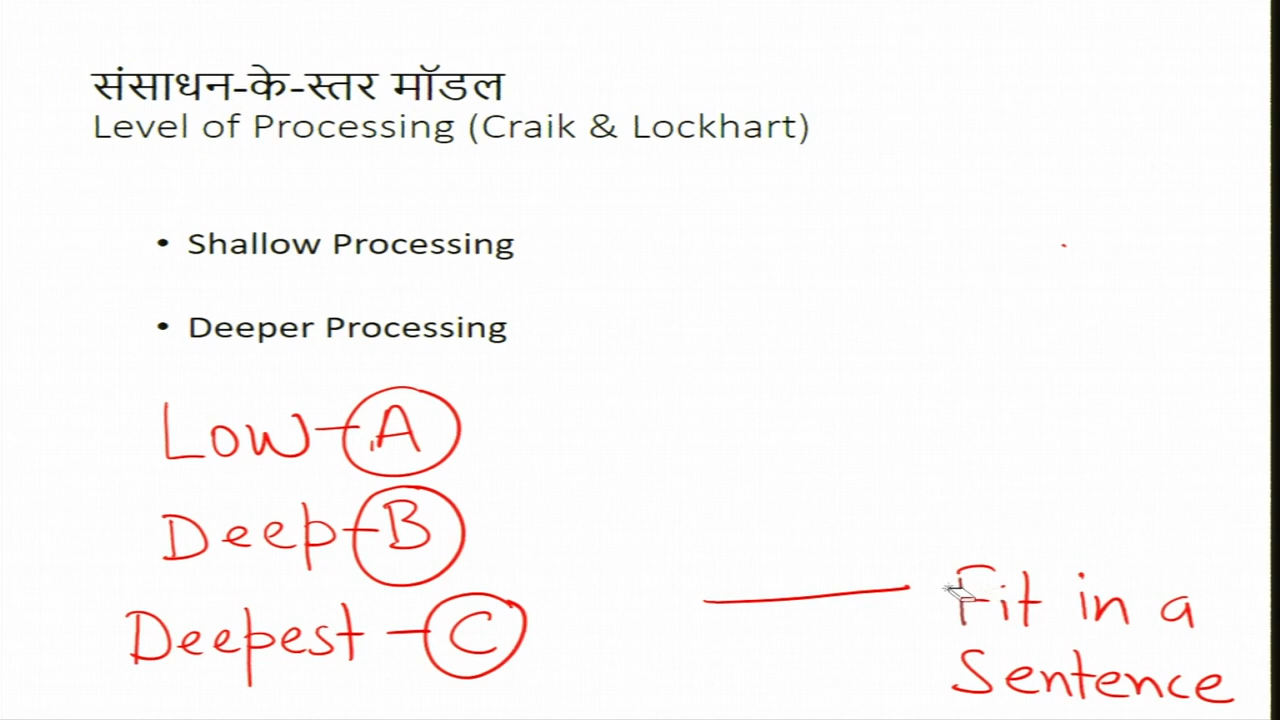 संसाधन-के-स्तर मॉडल
Level of Processing (Craik & Lockhart)
• Shallow Processing
• Deeper Processing
Low - A
Deep - B
Deepest - C
Fit in a
Sentence